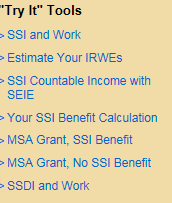 "Try It" Tools
> SSI and Work
> Estimate Your IRWEs
> SSI Countable Income with
SEIE
> Your SSI Benefit Calculation
> MSA Grant, SSI Benefit
> MSA Grant, No SSI Benefit
> SSDI and Work